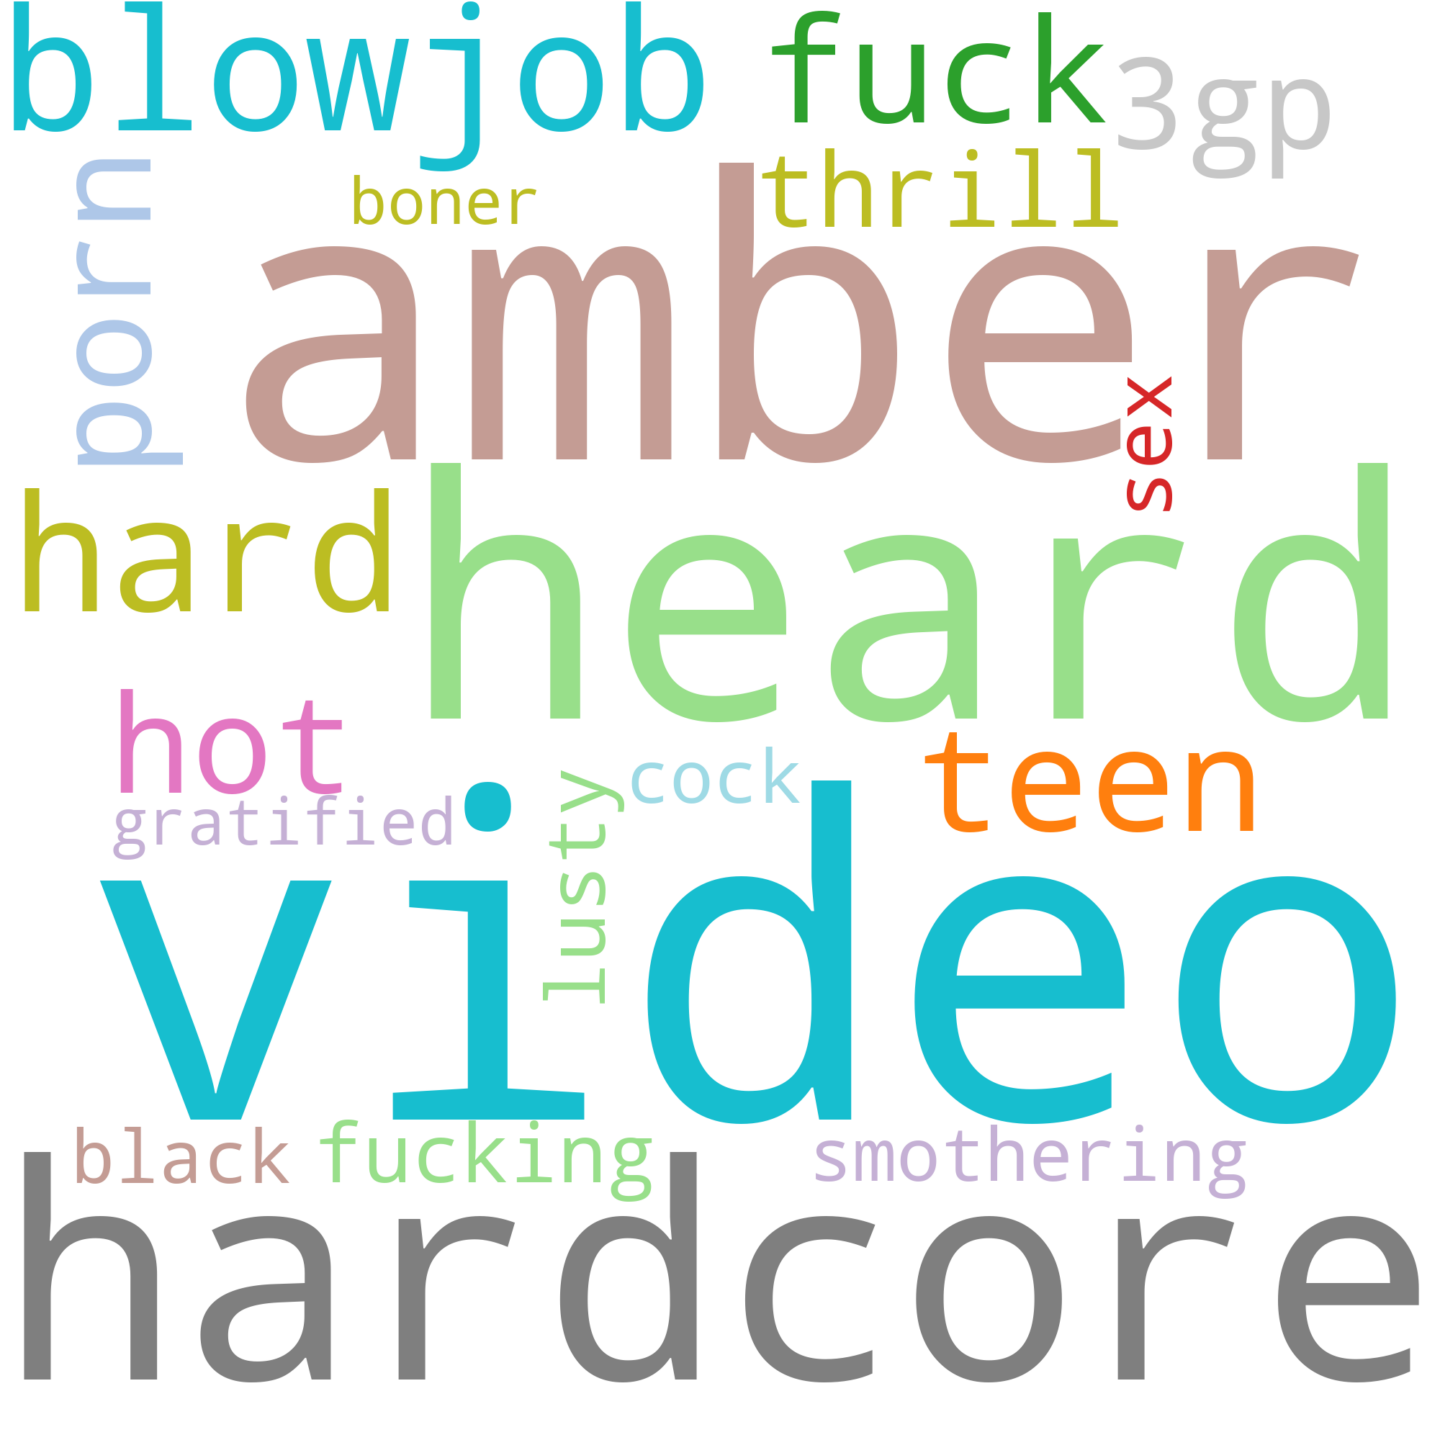 blowjob
fuck
3gp
porn
boner
thrill
amber
sex
hard
heard
hot
cock
teen
gratified
lusty
video
black
fucking
smothering
hardcore